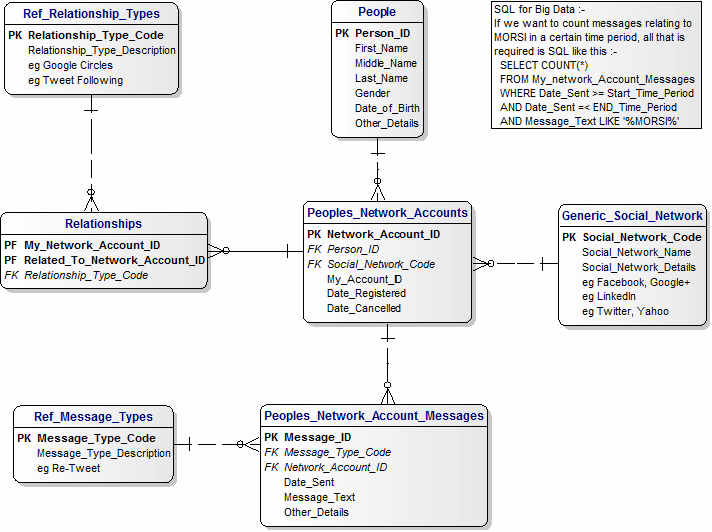 Ref_Relationship_Types
PK Relationship_Type_Code
Relationship_Type_Description
eg Google Circles
eg Tweet Following
People
PK Person_ID
First_Name
Middle_Name
Last_Name
Gender
Date_of_Birth
Other_Details
SQL for Big Data :-
If we want to count messages relating to
MORSI in a certain time period, all that is
required is SQL like this :-
SELECT COUNT(*)
FROM My_network_Account_Messages
WHERE Date_Sent >= Start_Time_Period
AND Date_Sent =< END_Time_Period
AND Message_Text LIKE '%MORSI%'
Relationships
PF My_Network_Account_ID
PF Related_To_Network_Account_ID
FK Relationship_Type_Code
Peoples_Network_Accounts
PK Network_Account_ID
FK Person_ID
FK Social_Network_Code
My_Account_ID
Date_Registered
Date_Cancelled
Generic_Social_Network
PK Social_Network_Code
Social_Network_Name
Social_Network_Details
eg Facebook, Google+
eg LinkedIn
eg Twitter, Yahoo
Ref_Message_Types
PK Message_Type_Code
Message_Type_Description
eg Re-Tweet
Peoples_Network_Account_Messages
PK Message_ID
FK Message_Type_Code
FK Network_Account_ID
Date_Sent
Message_Text
Other_Details